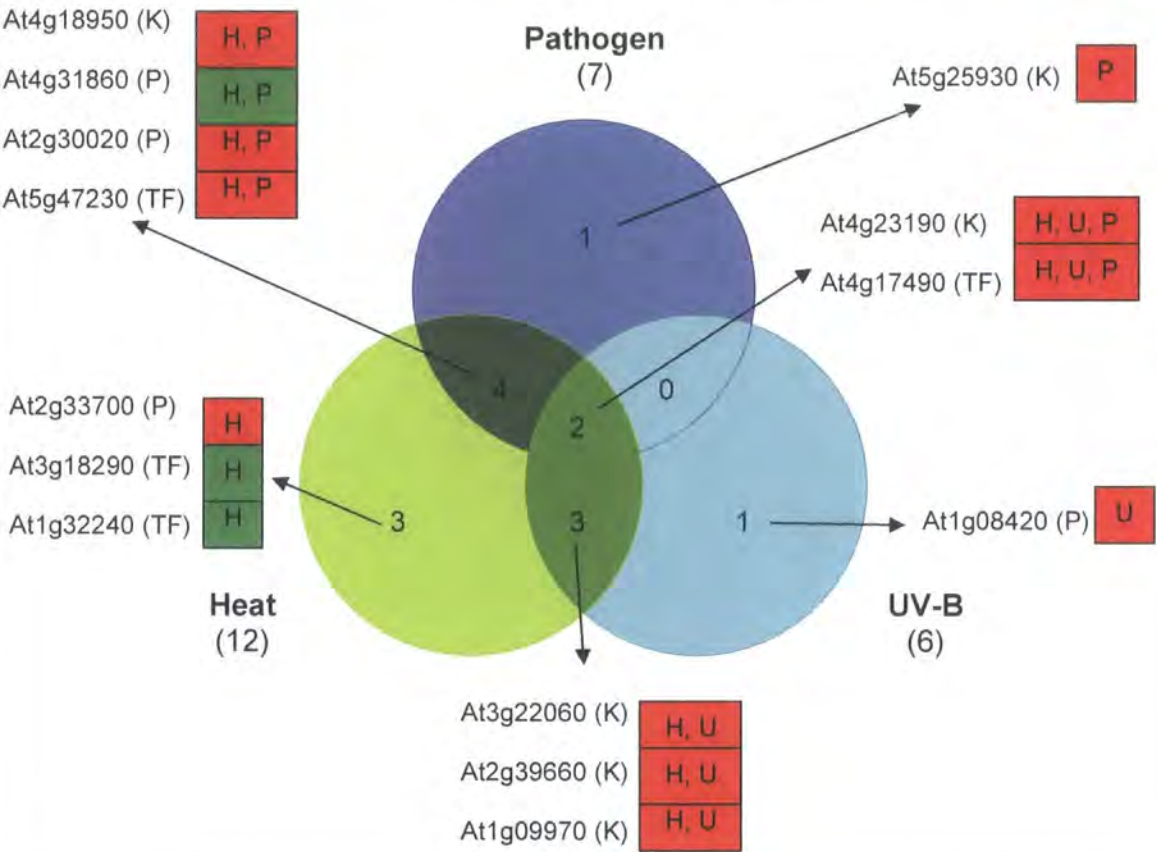 At4g18950 (K) H, P
At4g31860 (P) H, P
At2g30020 (P) H, P
At5g47230 (TF) H, P
Pathogen
(7)
At5g25930 (K) P
At4g23190 (K) H, U, P
At4g17490 (TF) H, U, P
1
4
0
2
3
3
1
At2g33700 (P) H
At3g18290 (TF) H
At1g32240 (TF) H
At1g08420 (P) U
Heat
(12)
UV-B
(6)
At3g22060 (K) H, U
At2g39660 (K) H, U
At1g09970 (K) H, U